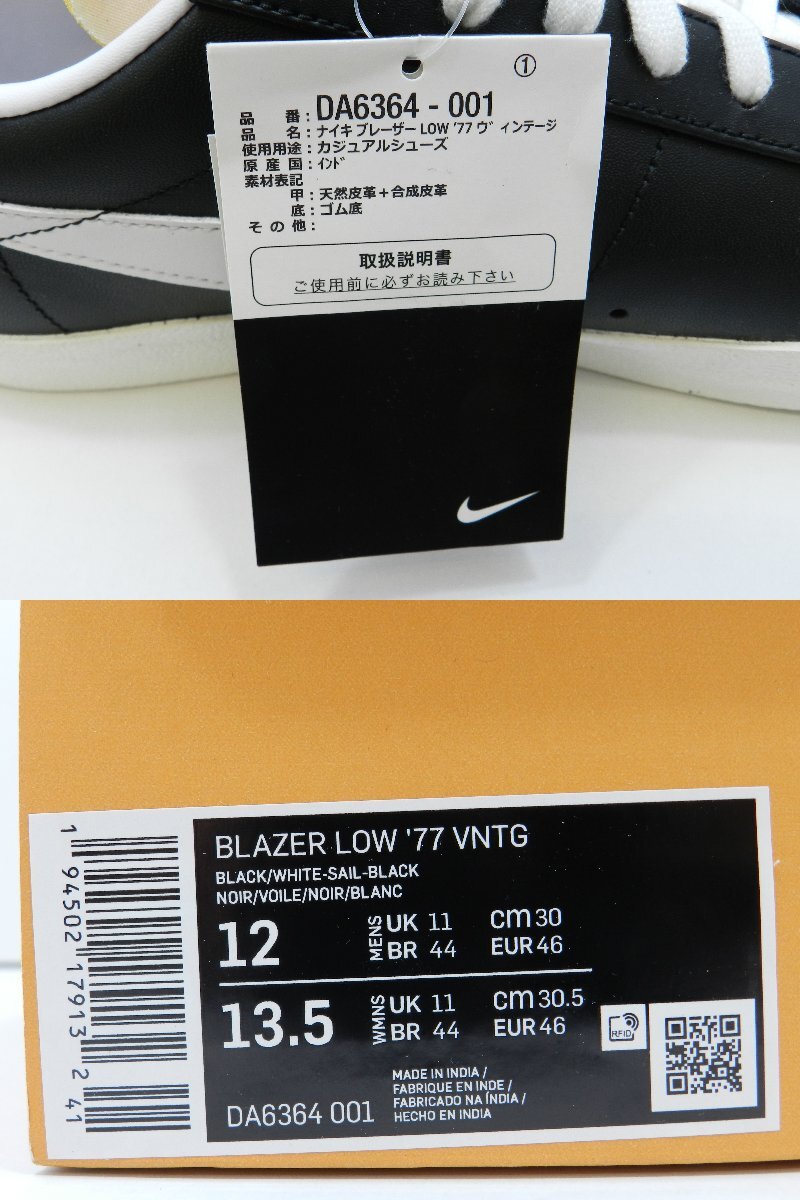 ①
品番：DA6364 - 001
品名：ナイキ ブレーザー LOW '77 ヴィンテージ
使用用途：カジュアルシューズ
原産国：インド
素材表記
甲：天然皮革＋合成皮革
底：ゴム底
その他：
取扱説明書
ご使用前に必ずお読み下さい
BLAZER LOW '77 VNTG
BLACK/WHITE-SAIL-BLACK
NOIR/VOILE/NOIR/BLANC
12 MENS UK 11 cm 30
BR 44 EUR 46
13.5 WMNS UK 11 cm 30.5
BR 44 EUR 46
RFID
MADE IN INDIA /
FABRIQUE EN INDE /
FABRICADO NA ÍNDIA /
HECHO EN INDIA
DA6364 001
1 94502 17913 2 41